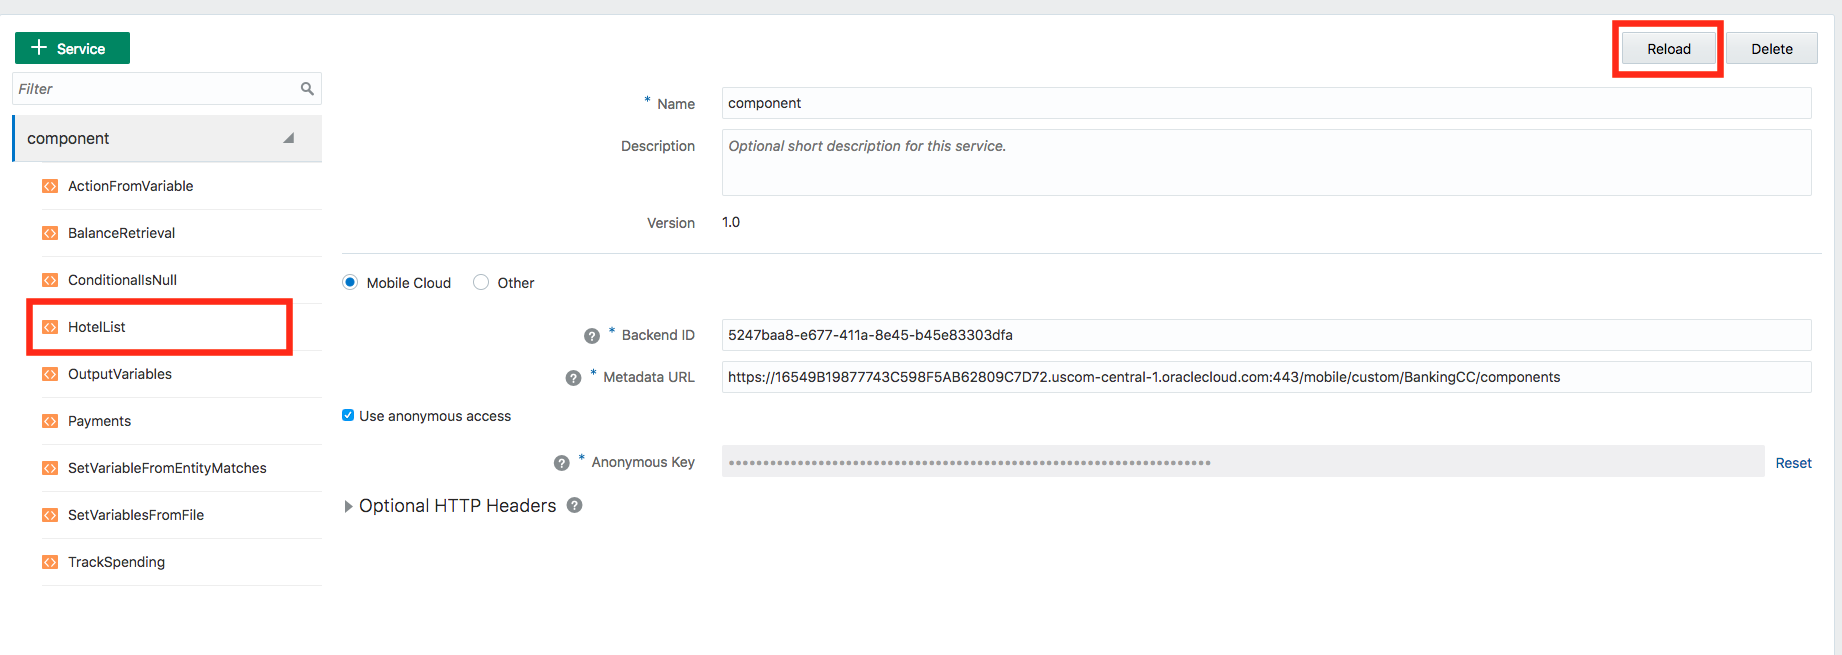 + Service
Reload
Delete
Filter
component
ActionFromVariable
BalanceRetrieval
ConditionalIsNull
HotelList
OutputVariables
Payments
SetVariableFromEntityMatches
SetVariablesFromFile
TrackSpending
* Name component
Description Optional short description for this service.
Version 1.0
Mobile Cloud Other
? * Backend ID 5247baa8-e677-411a-8e45-b45e83303dfa
? * Metadata URL https://16549B19877743C598F5AB62809C7D72.uscom-central-1.oraclecloud.com:443/mobile/custom/BankingCC/components
Use anonymous access
? * Anonymous Key Reset
Optional HTTP Headers ?